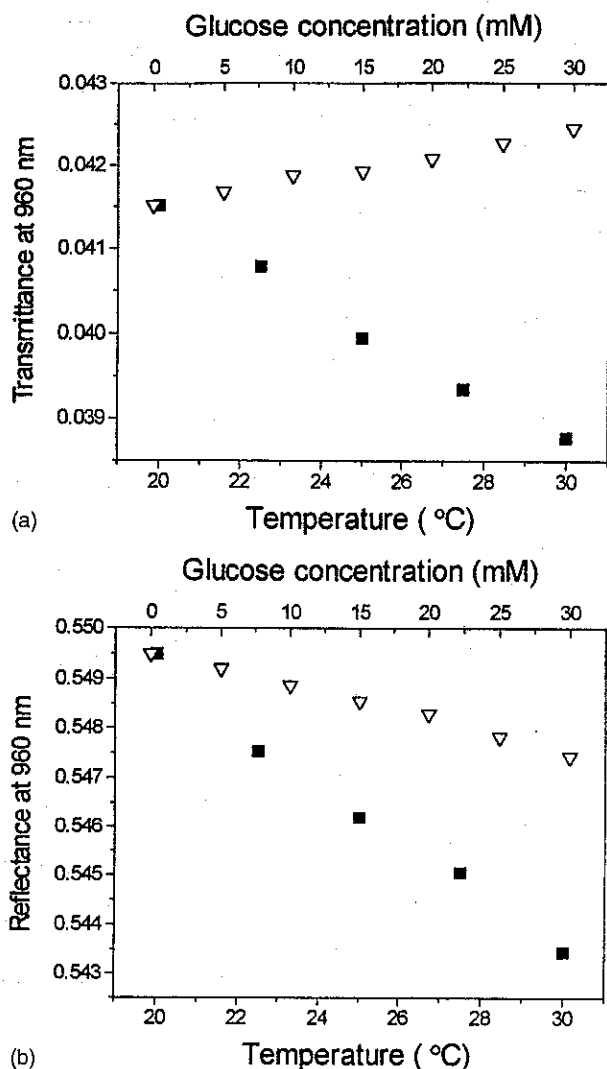 Glucose concentration (mM)
0 5 10 15 20 25 30
0.043
0.042
0.041
0.040
0.039
Transmittance at 960 nm
20 22 24 26 28 30
(a)
Temperature ( °C)
Glucose concentration (mM)
0 5 10 15 20 25 30
0.550
0.549
0.548
0.547
0.546
0.545
0.544
0.543
Reflectance at 960 nm
20 22 24 26 28 30
(b)
Temperature ( °C)